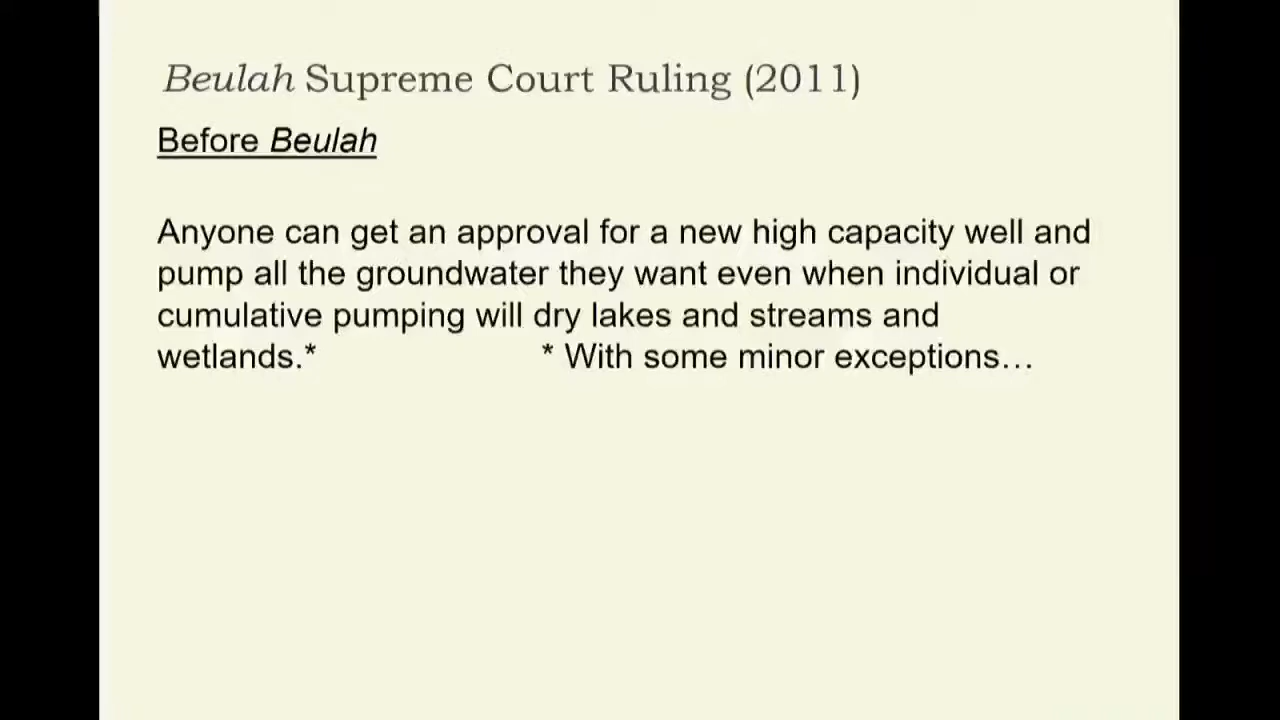 Beulah Supreme Court Ruling (2011)
Before Beulah
Anyone can get an approval for a new high capacity well and
pump all the groundwater they want even when individual or
cumulative pumping will dry lakes and streams and
wetlands.* * With some minor exceptions…